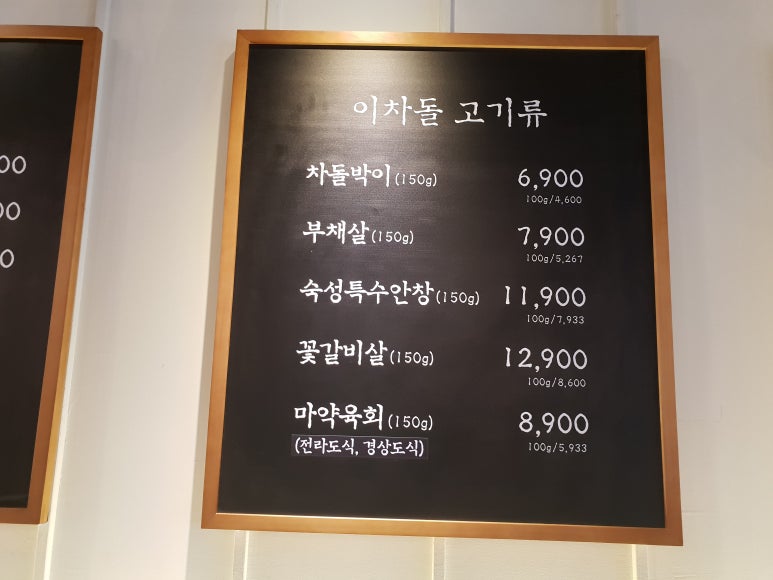 00
00
0
이차돌 고기류
차돌박이(150g) 6,900
100g/4,600
부채살(150g) 7,900
100g/5,267
숙성특수안창(150g) 11,900
100g/7,933
꽃갈비살(150g) 12,900
100g/8,600
마약육회(150g) 8,900
(전라도식, 경상도식) 100g/5,933